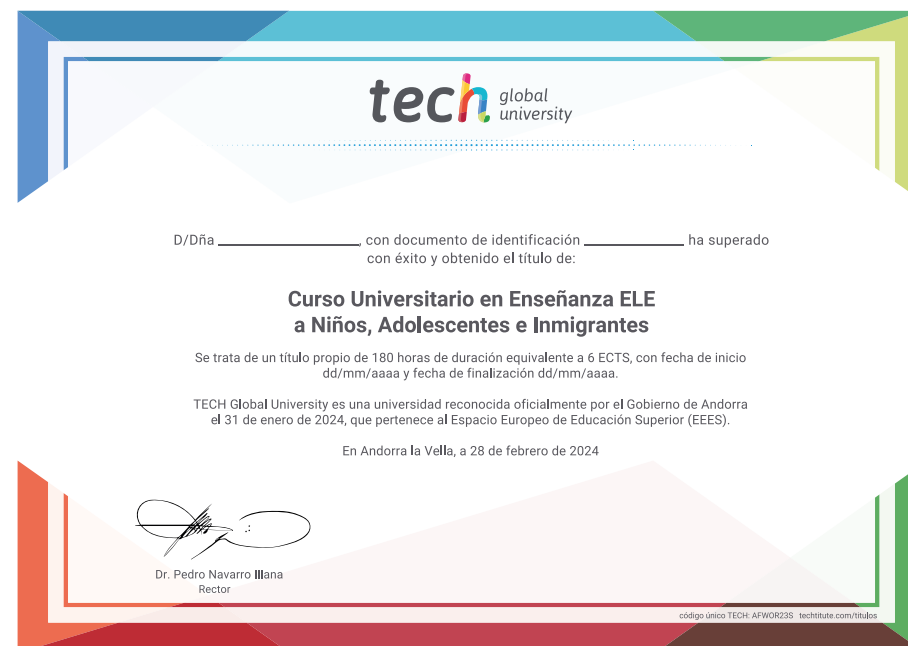 tech global university
D/Dña ____________________, con documento de identificación ______________ ha superado
con éxito y obtenido el título de:
Curso Universitario en Enseñanza ELE
a Niños, Adolescentes e Inmigrantes
Se trata de un título propio de 180 horas de duración equivalente a 6 ECTS, con fecha de inicio
dd/mm/aaaa y fecha de finalización dd/mm/aaaa.
TECH Global University es una universidad reconocida oficialmente por el Gobierno de Andorra
el 31 de enero de 2024, que pertenece al Espacio Europeo de Educación Superior (EEES).
En Andorra la Vella, a 28 de febrero de 2024
Dr. Pedro Navarro Illana
Rector
código único TECH: AFWOR23S techtitute.com/titulos